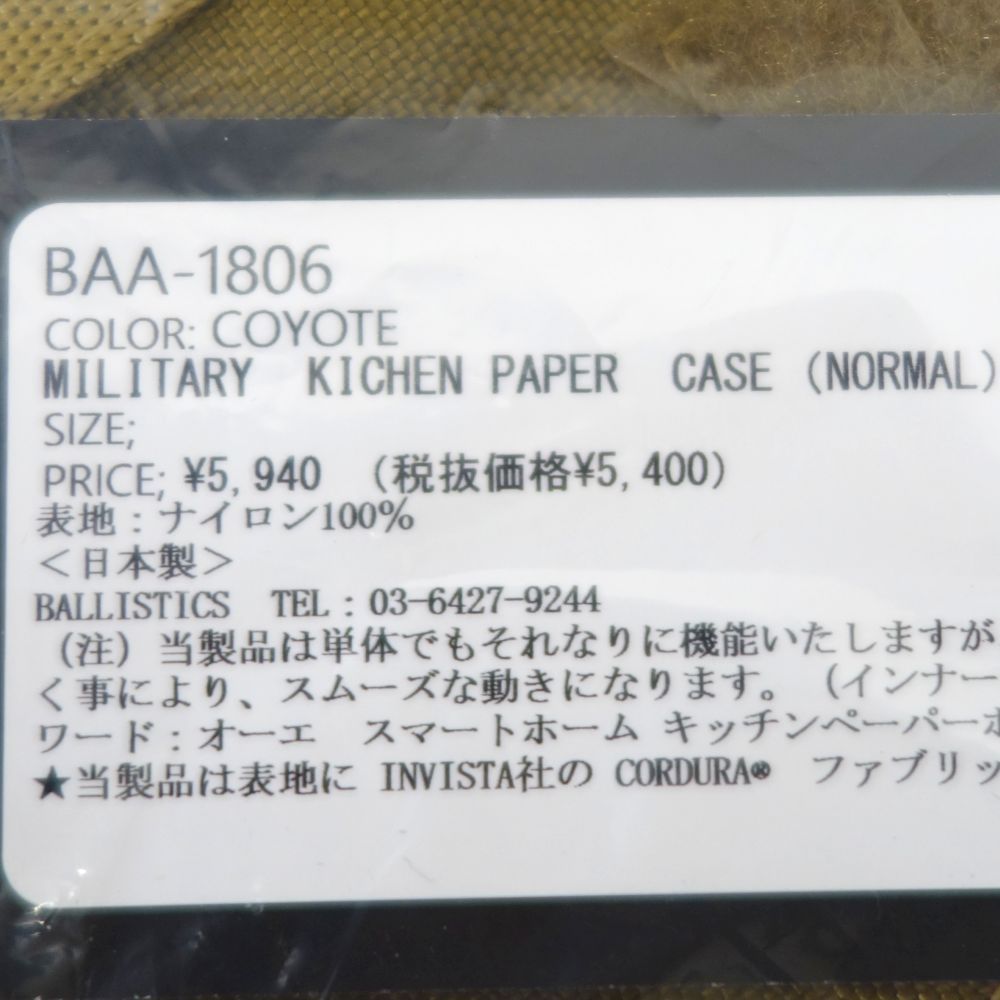 BAA-1806
COLOR: COYOTE
MILITARY KICHEN PAPER CASE (NORMAL)
SIZE;
PRICE; ¥5,940 (税抜価格¥5,400)
表地：ナイロン100%
＜日本製＞
BALLISTICS TEL：03-6427-9244
（注）当製品は単体でもそれなりに機能いたしますが
く事により、スムーズな動きになります。（インナー
ワード：オーエ スマートホーム キッチンペーパーホ
★当製品は表地に INVISTA社の CORDURA® ファブリッ